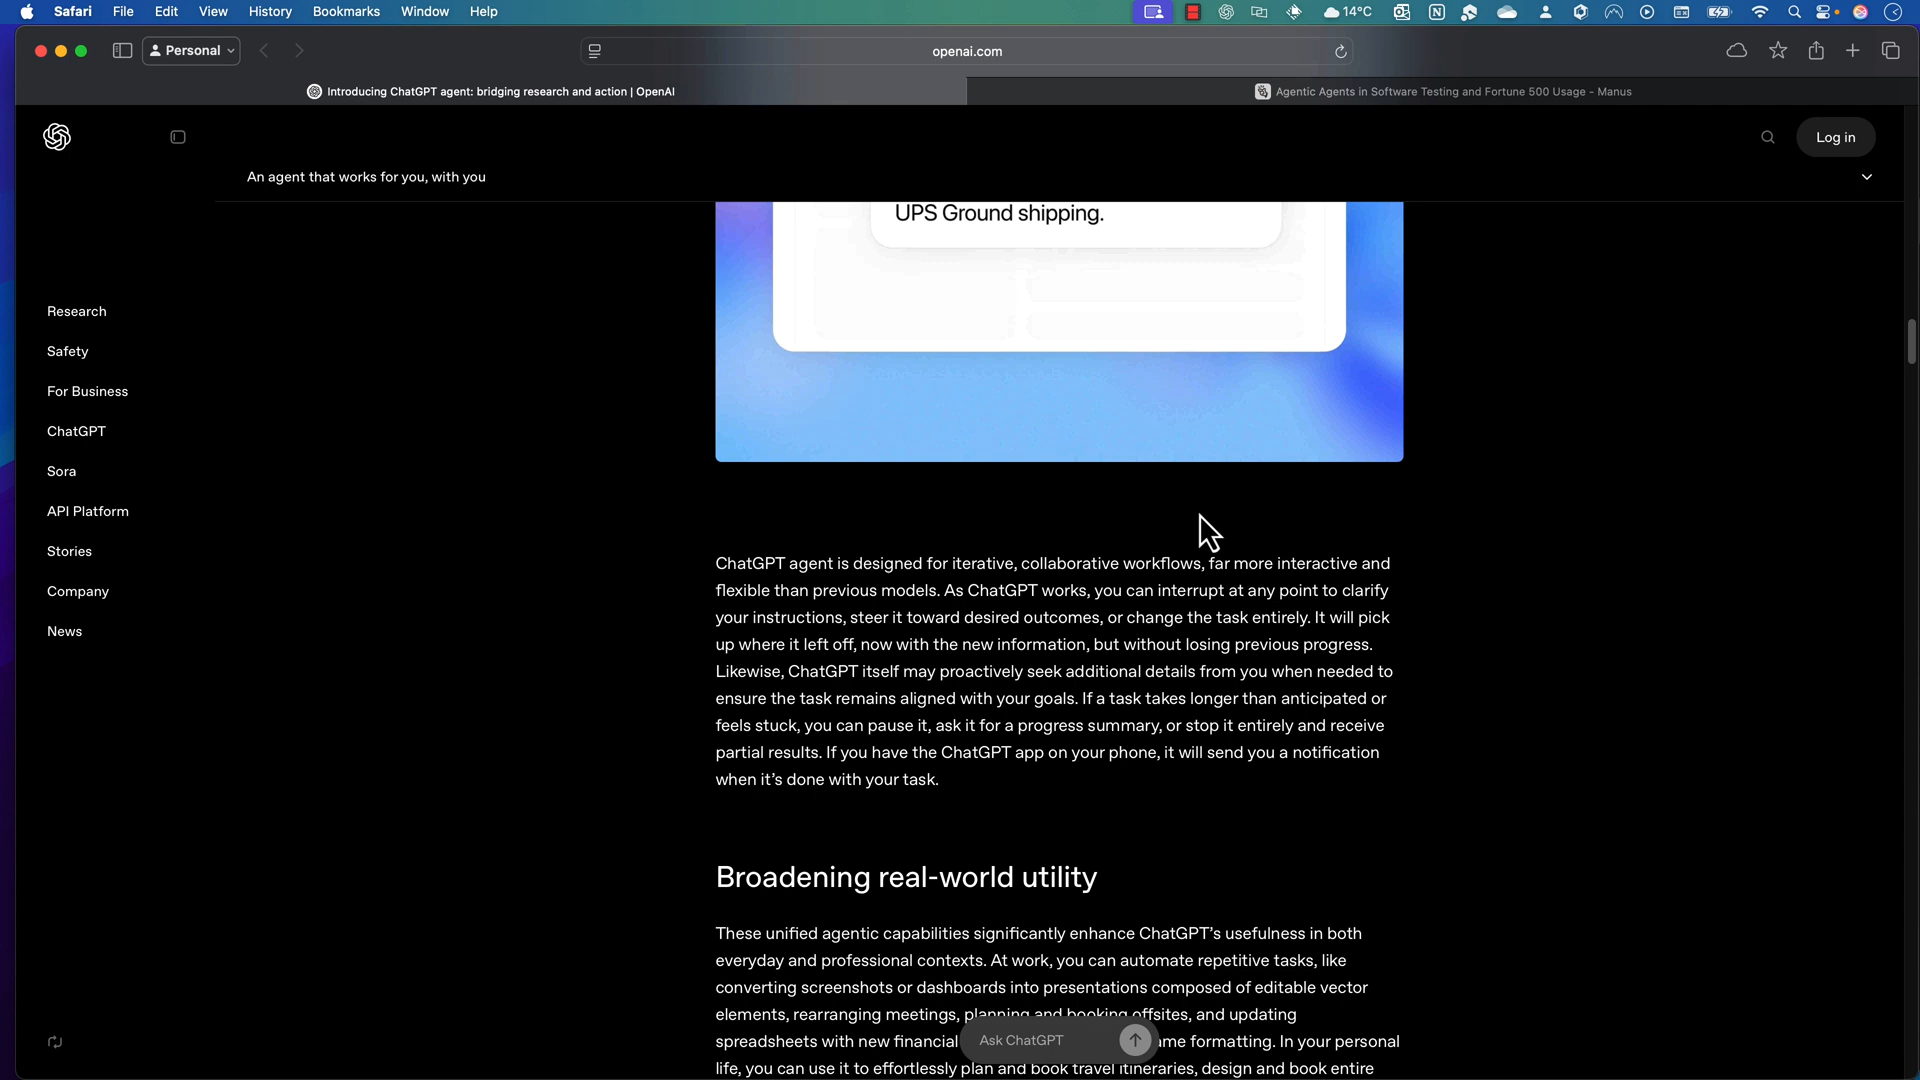 Safari File Edit View History Bookmarks Window Help 14°C
Personal openai.com
Introducing ChatGPT agent: bridging research and action | OpenAI Agentic Agents in Software Testing and Fortune 500 Usage - Manus
Log in
An agent that works for you, with you
UPS Ground shipping.
Research
Safety
For Business
ChatGPT
Sora
API Platform
Stories
Company
News
ChatGPT agent is designed for iterative, collaborative workflows, far more interactive and
flexible than previous models. As ChatGPT works, you can interrupt at any point to clarify
your instructions, steer it toward desired outcomes, or change the task entirely. It will pick
up where it left off, now with the new information, but without losing previous progress.
Likewise, ChatGPT itself may proactively seek additional details from you when needed to
ensure the task remains aligned with your goals. If a task takes longer than anticipated or
feels stuck, you can pause it, ask it for a progress summary, or stop it entirely and receive
partial results. If you have the ChatGPT app on your phone, it will send you a notification
when it’s done with your task.
Broadening real-world utility
These unified agentic capabilities significantly enhance ChatGPT’s usefulness in both
everyday and professional contexts. At work, you can automate repetitive tasks, like
converting screenshots or dashboards into presentations composed of editable vector
elements, rearranging meetings, planning and booking offsites, and updating
spreadsheets with new financial formatting. In your personal
Ask ChatGPT
life, you can use it to effortlessly plan and book travel itineraries, design and book entire